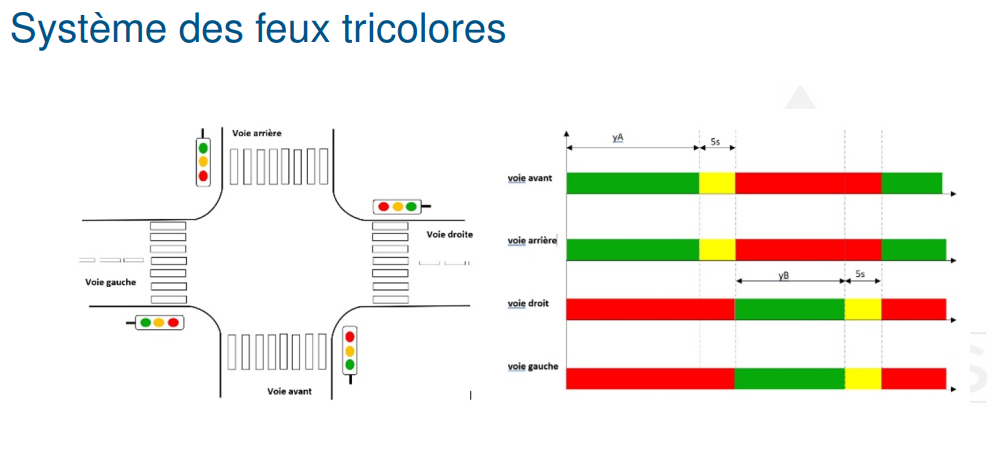 Système des feux tricolores
Voie arrière
Voie droite
Voie gauche
Voie avant
yA
5s
voie avant
voie arrière
yB
5s
voie droit
voie gauche